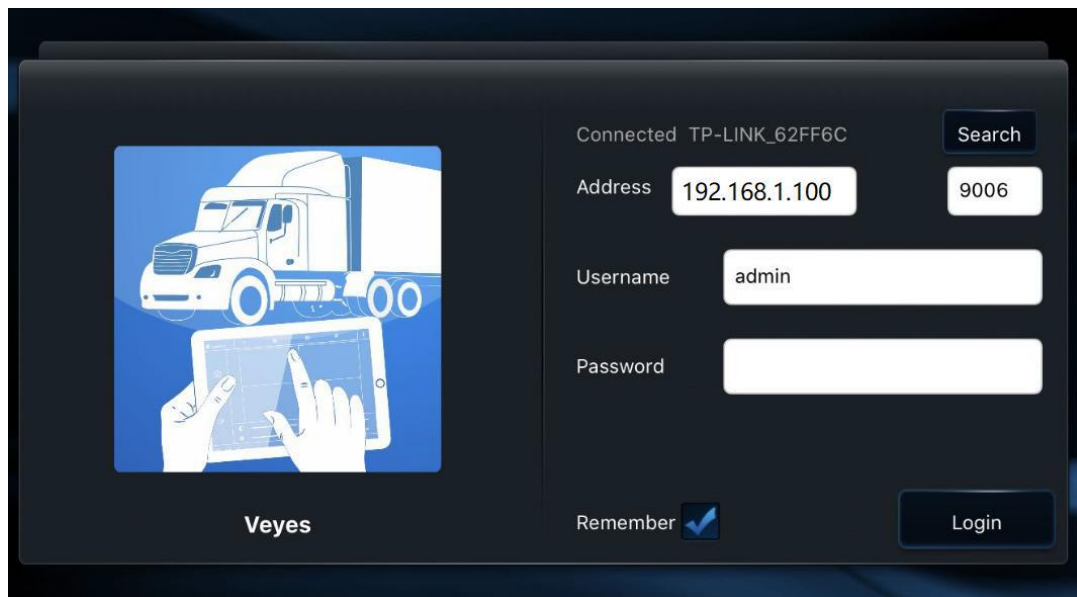 Connected TP-LINK_62FF6C Search
Address 192.168.1.100 9006
Username admin
Password
Veyes
Remember Login